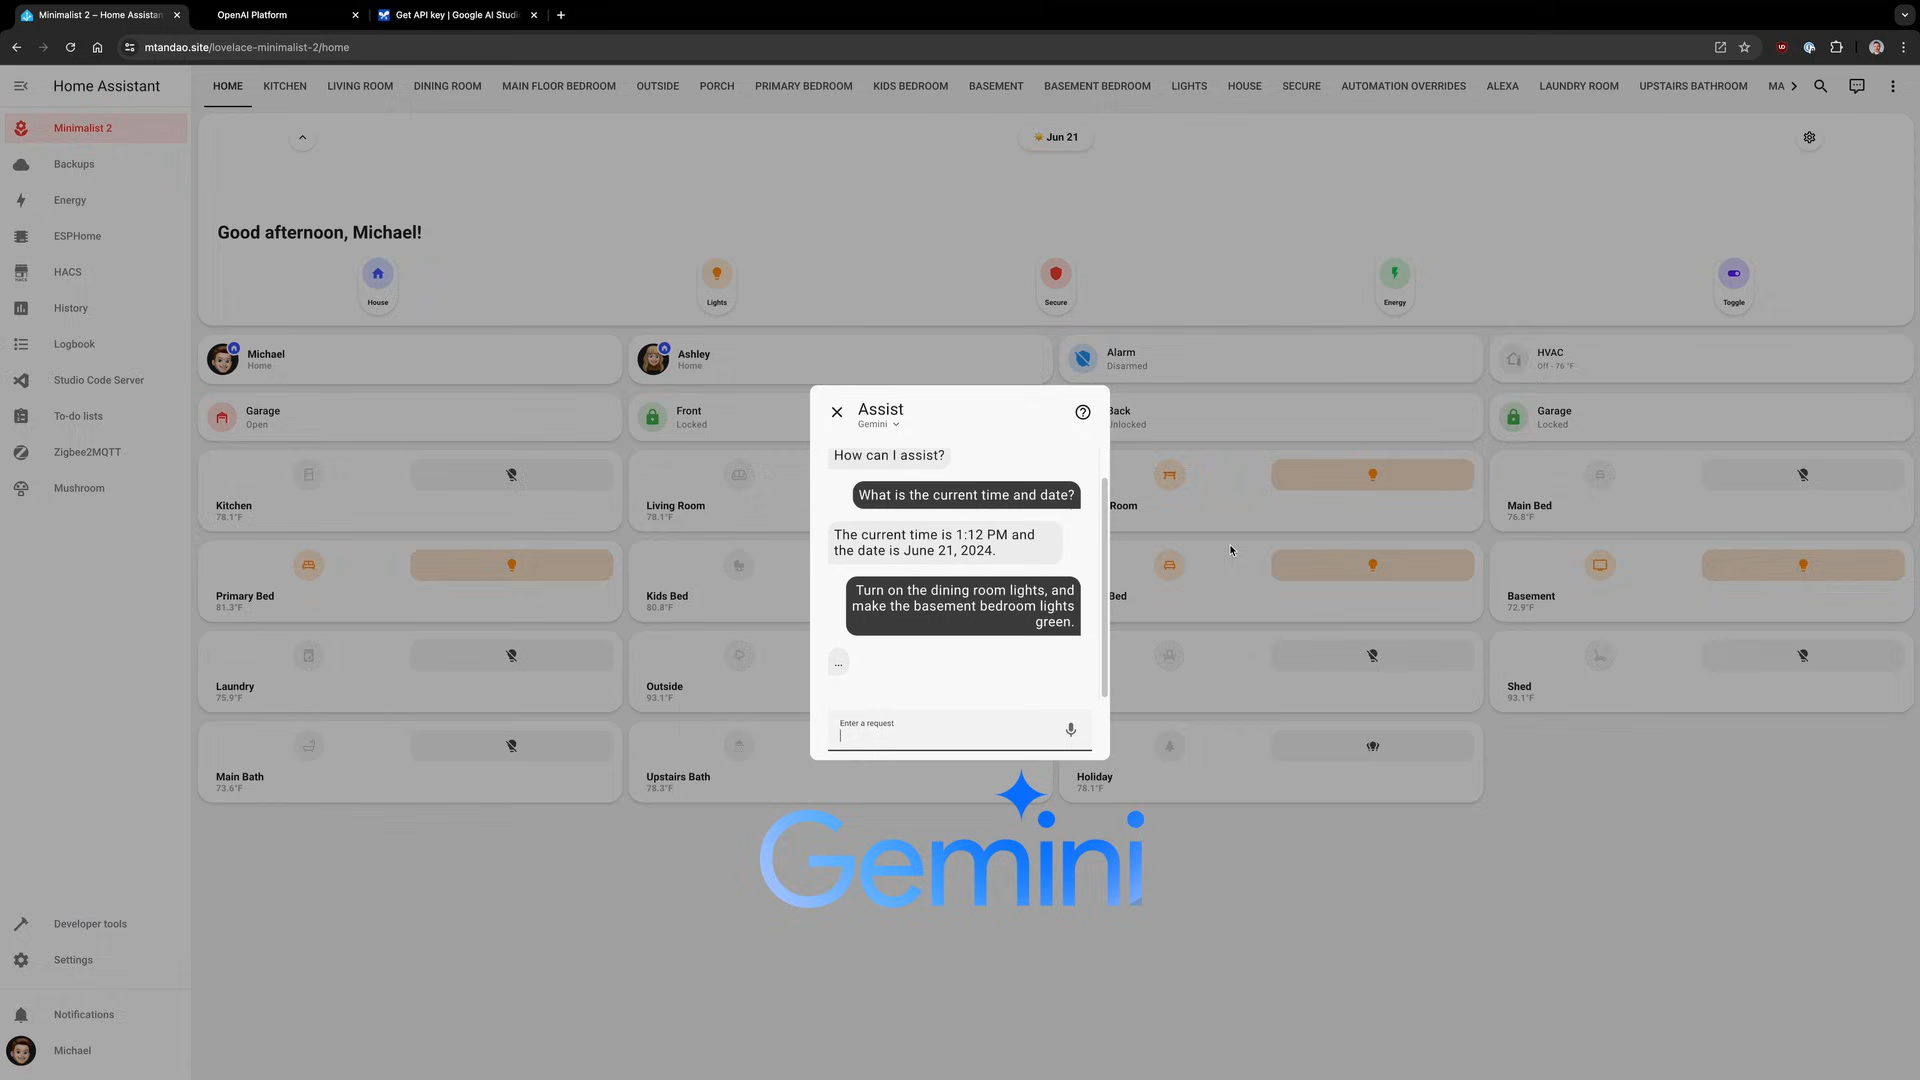 Minimalist 2 – Home Assistan
OpenAI Platform
Get API key | Google AI Studi
mtandao.site/lovelace-minimalist-2/home
Home Assistant
HOME
KITCHEN
LIVING ROOM
DINING ROOM
MAIN FLOOR BEDROOM
OUTSIDE
PORCH
PRIMARY BEDROOM
KIDS BEDROOM
BASEMENT
BASEMENT BEDROOM
LIGHTS
HOUSE
SECURE
AUTOMATION OVERRIDES
ALEXA
LAUNDRY ROOM
UPSTAIRS BATHROOM
MA
Minimalist 2
Backups
Energy
ESPHome
HACS
History
Logbook
Studio Code Server
To-do lists
Zigbee2MQTT
Mushroom
Developer tools
Settings
Notifications
Michael
Jun 21
Good afternoon, Michael!
House
Lights
Secure
Energy
Toggle
Michael
Home
Ashley
Home
Alarm
Disarmed
HVAC
Off - 76 °F
Garage
Open
Front
Locked
Back
Unlocked
Garage
Locked
Kitchen
78.1°F
Living Room
78.1°F
Room
Main Bed
76.8°F
Primary Bed
81.3°F
Kids Bed
80.8°F
Bed
Basement
72.9°F
Laundry
75.9°F
Outside
93.1°F
Shed
93.1°F
Main Bath
73.6°F
Upstairs Bath
78.3°F
Holiday
78.1°F
Assist
Gemini
How can I assist?
What is the current time and date?
The current time is 1:12 PM and
the date is June 21, 2024.
Turn on the dining room lights, and
make the basement bedroom lights
green.
...
Enter a request
Gemini